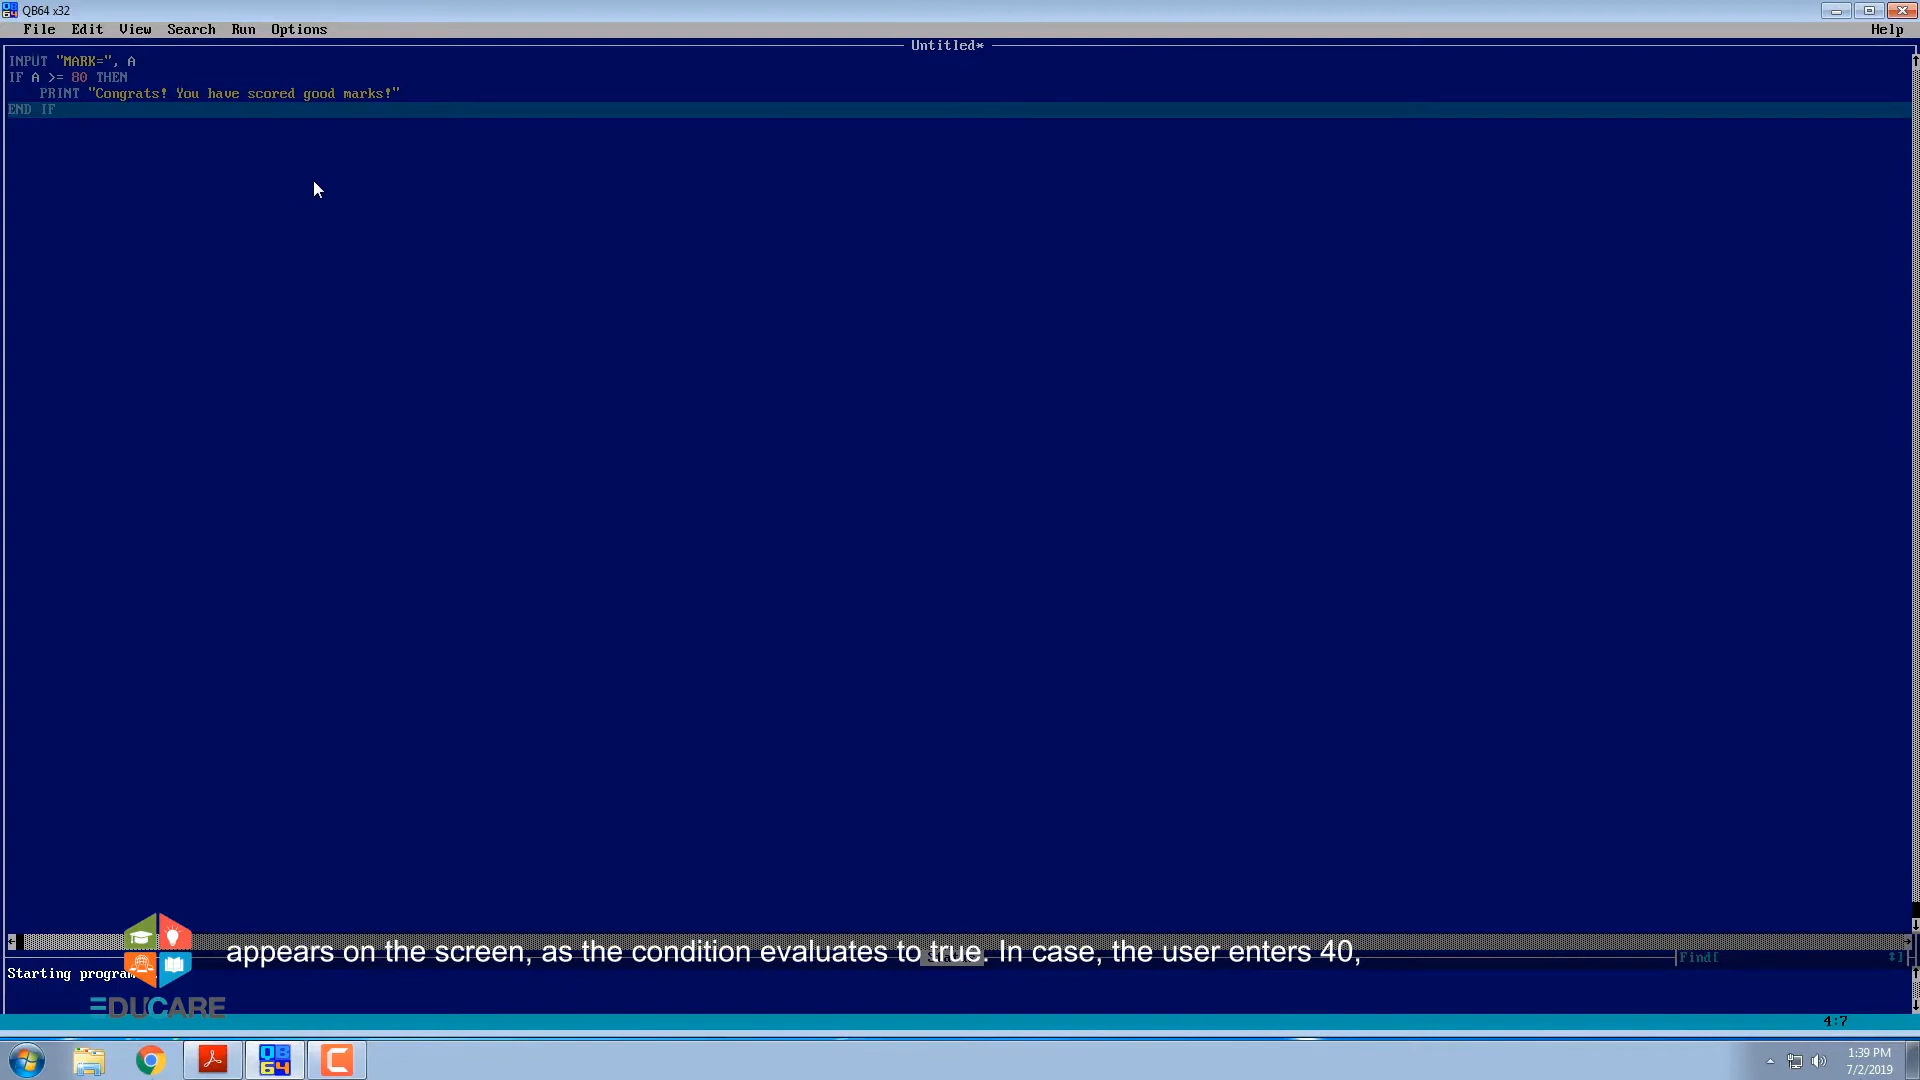 QB64 x32
File Edit View Search Run Options Help
Untitled*
INPUT "MARK=", A
IF A >= 80 THEN
PRINT "Congrats! You have scored good marks!"
END IF
appears on the screen, as the condition evaluates to true. In case, the user enters 40,
Find[ ]
Starting program
EDUCARE
4:7
QB64
1:39 PM
7/2/2019